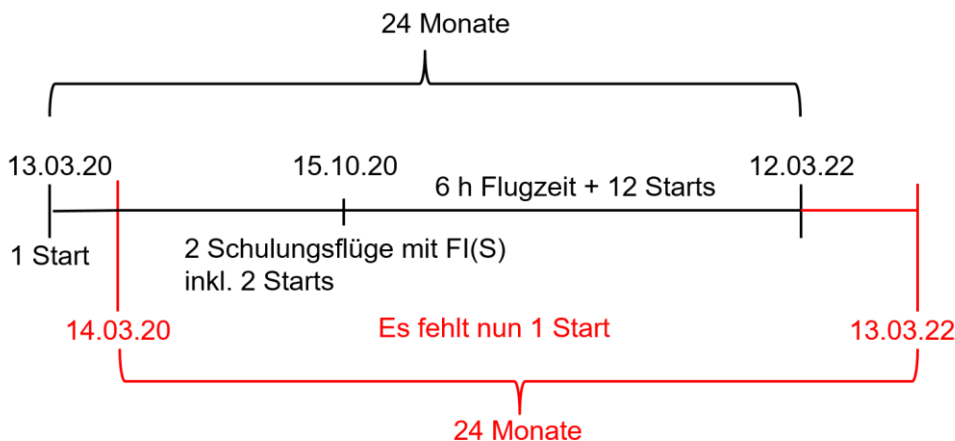 24 Monate
13.03.20
15.10.20
12.03.22
6 h Flugzeit + 12 Starts
1 Start
2 Schulungsflüge mit FI(S)
inkl. 2 Starts
14.03.20
Es fehlt nun 1 Start
13.03.22
24 Monate